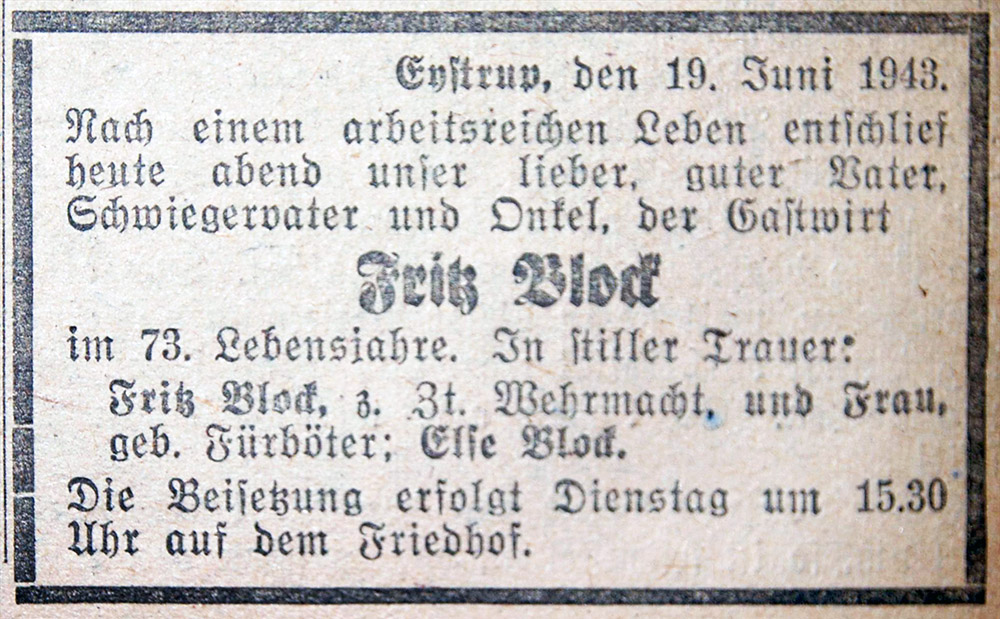 Eystrup, den 19. Juni 1943.
Nach einem arbeitsreichen Leben entschlief
heute abend unser lieber, guter Vater,
Schwiegervater und Onkel, der Gastwirt
Fritz Block
im 73. Lebensjahre. In stiller Trauer:
Fritz Block, z. Zt. Wehrmacht, und Frau,
geb. Fürböter; Else Block.
Die Beisetzung erfolgt Dienstag um 15.30
Uhr auf dem Friedhof.